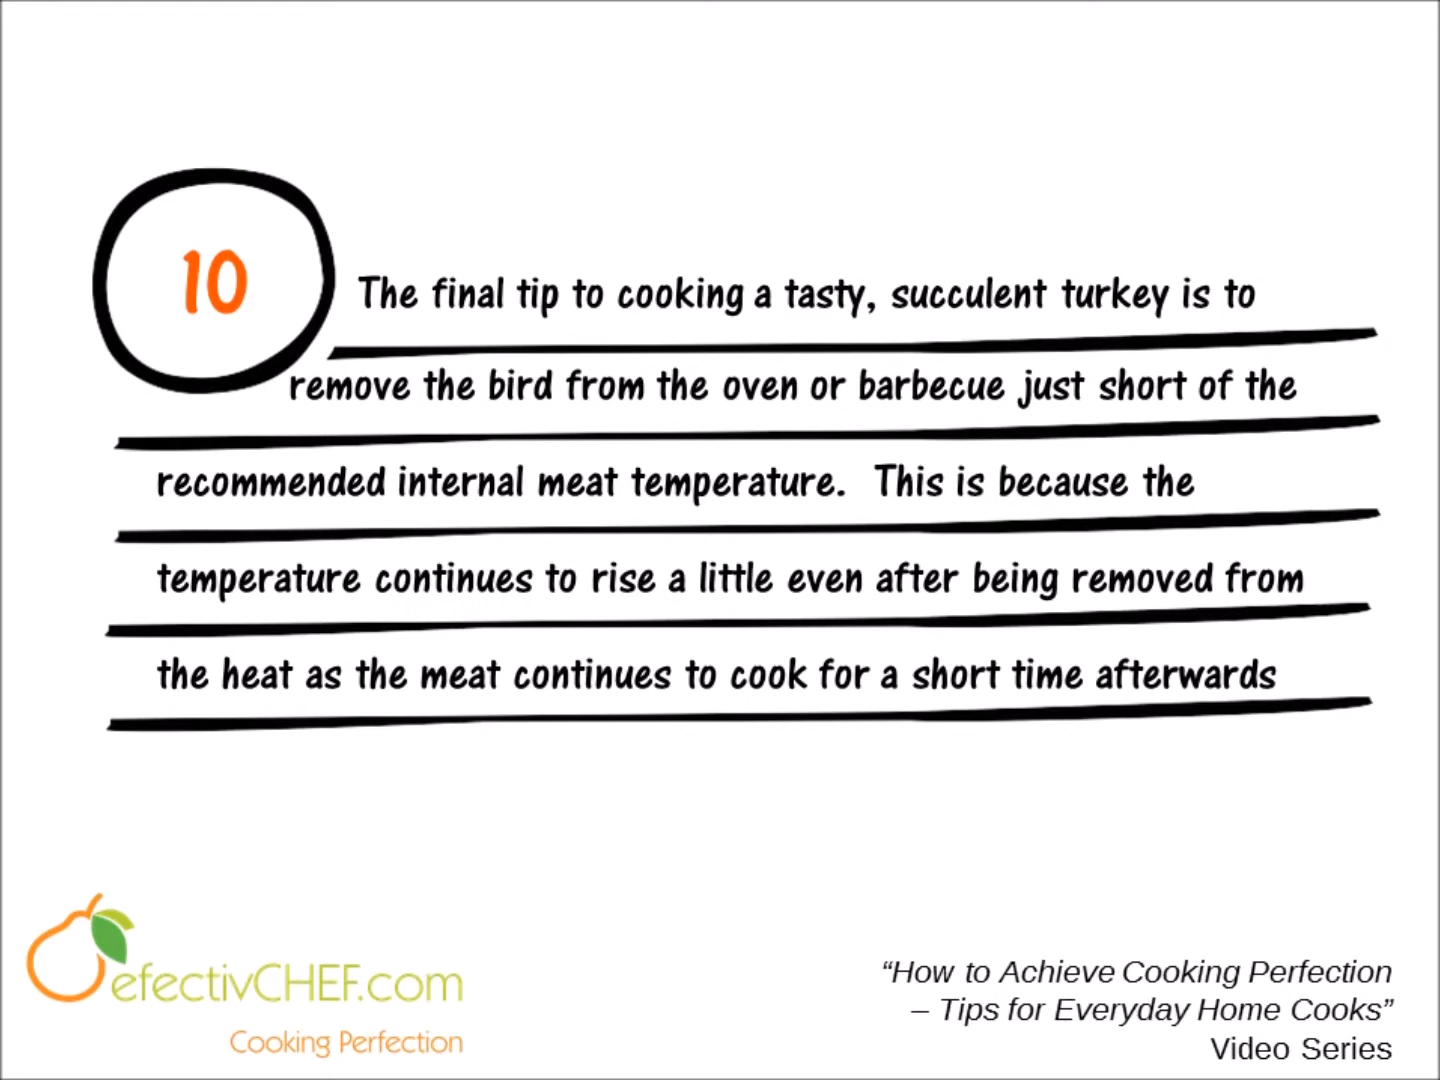 10
The final tip to cooking a tasty, succulent turkey is to
remove the bird from the oven or barbecue just short of the
recommended internal meat temperature.  This is because the
temperature continues to rise a little even after being removed from
the heat as the meat continues to cook for a short time afterwards
efectivCHEF.com
Cooking Perfection
“How to Achieve Cooking Perfection
– Tips for Everyday Home Cooks”
Video Series